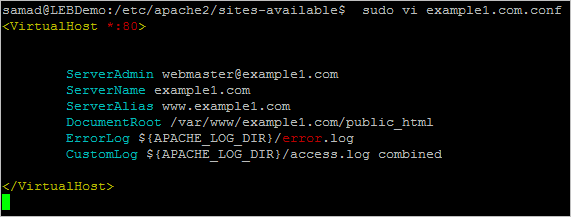 samad@LEBDemo:/etc/apache2/sites-available$ sudo vi example1.com.conf
<VirtualHost *:80>
ServerAdmin webmaster@example1.com
ServerName example1.com
ServerAlias www.example1.com
DocumentRoot /var/www/example1.com/public_html
ErrorLog ${APACHE_LOG_DIR}/error.log
CustomLog ${APACHE_LOG_DIR}/access.log combined
</VirtualHost>